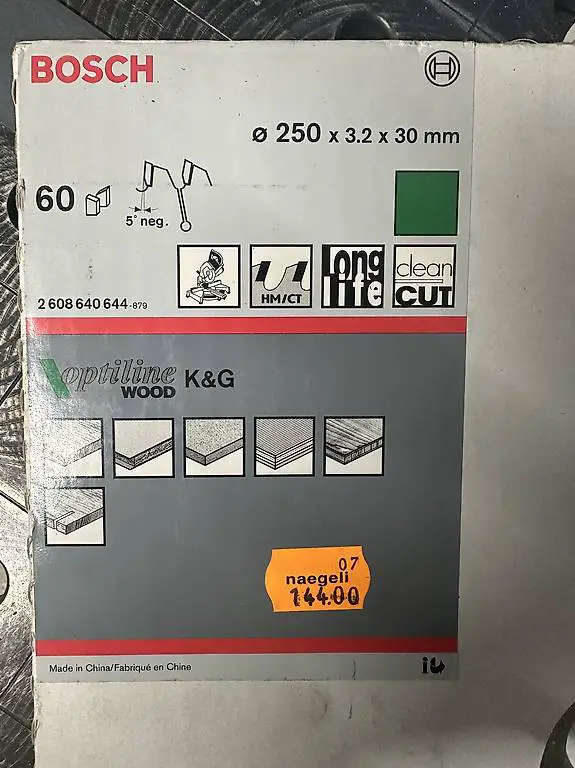 BOSCH
ø 250 x 3.2 x 30 mm
60
5° neg.
HM/CT
Long life
clean CUT
2 608 640 644-879
optiline
WOOD K&G
07
naegeli
144.00
Made in China/Fabriqué en Chine